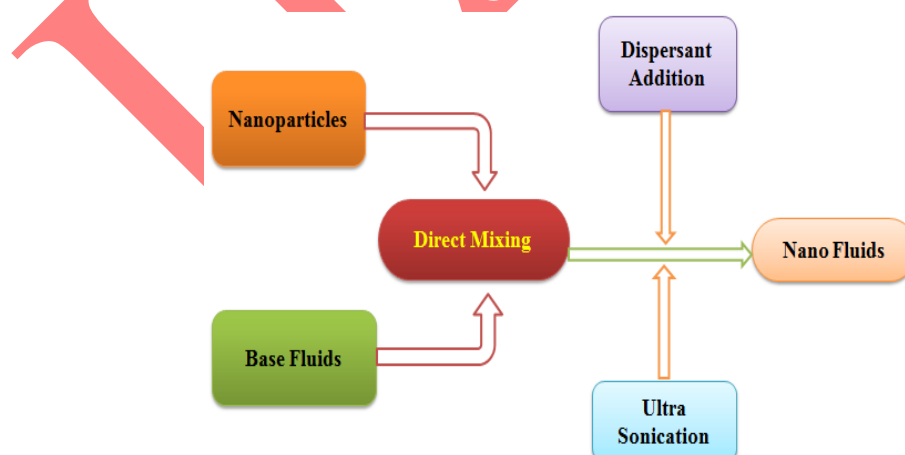 Dispersant
Addition
Nanoparticles
Direct Mixing
Nano Fluids
Base Fluids
Ultra
Sonication